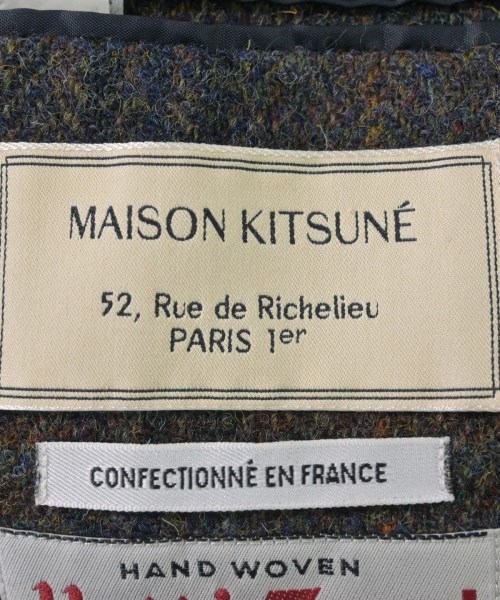 MAISON KITSUNÉ
52, Rue de Richelieu
PARIS 1er
CONFECTIONNÉ EN FRANCE
HAND WOVEN